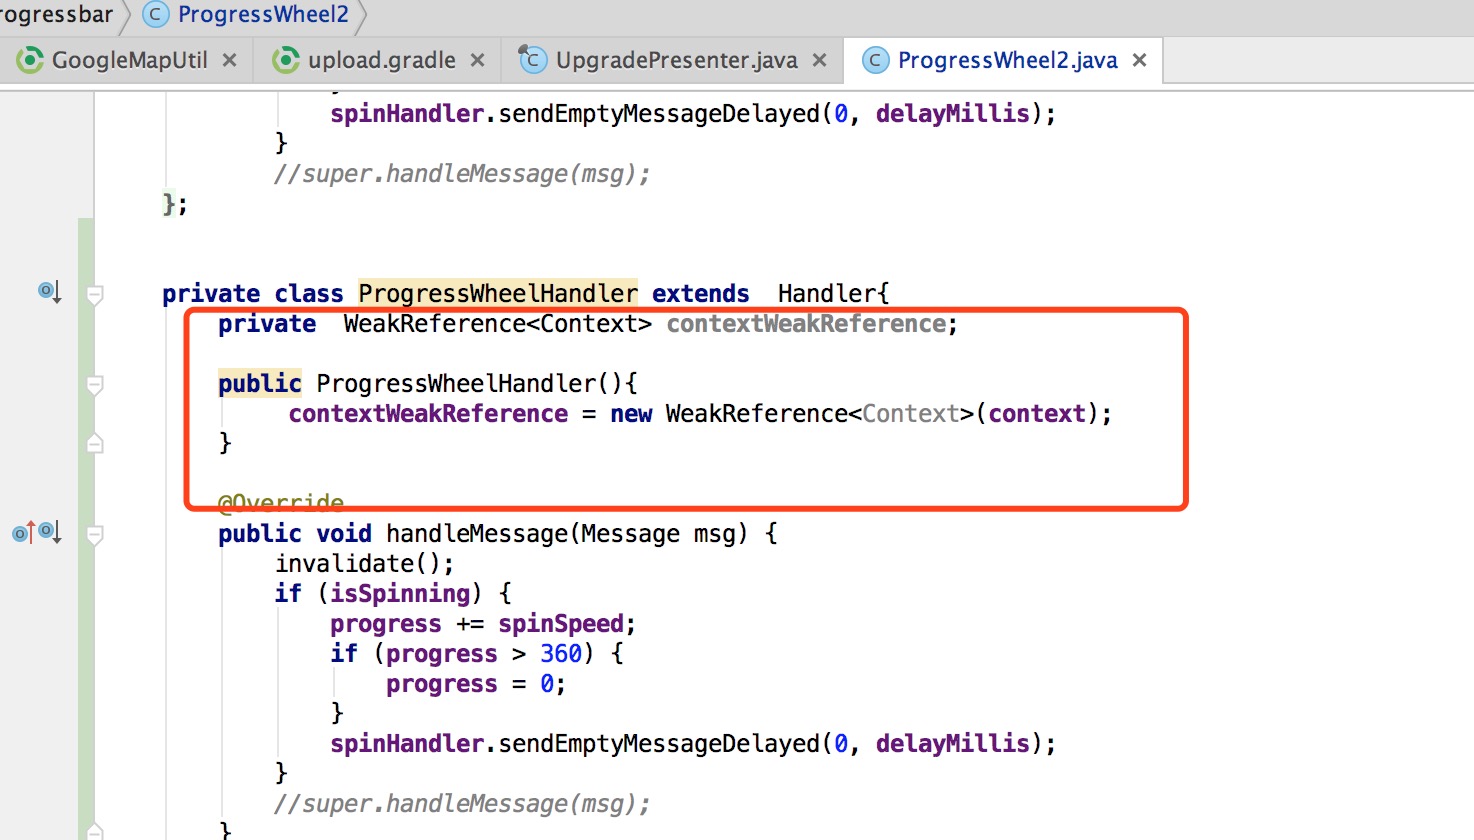 rogressbar ProgressWheel2
GoogleMapUtil upload.gradle UpgradePresenter.java ProgressWheel2.java
spinHandler.sendEmptyMessageDelayed(0, delayMillis);
}
//super.handleMessage(msg);
};
private class ProgressWheelHandler extends  Handler{
private  WeakReference<Context> contextWeakReference;
public ProgressWheelHandler(){
contextWeakReference = new WeakReference<Context>(context);
}
@Override
public void handleMessage(Message msg) {
invalidate();
if (isSpinning) {
progress += spinSpeed;
if (progress > 360) {
progress = 0;
}
spinHandler.sendEmptyMessageDelayed(0, delayMillis);
}
//super.handleMessage(msg);
}